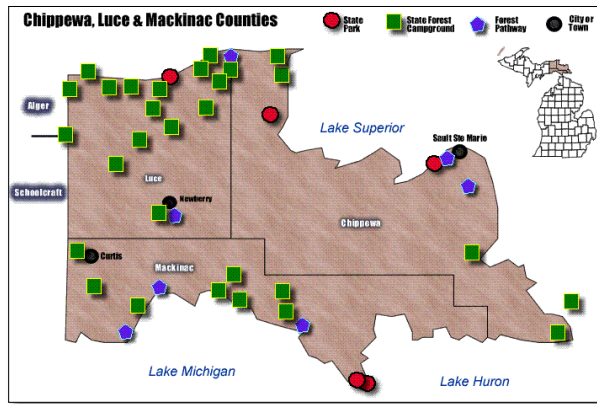 Chippewa, Luce & Mackinac Counties
State
Park
State Forest
Campground
Forest
Pathway
City or
Town
Alger
Lake Superior
Sault Ste Marie
Schoolcraft
Luce
Newberry
Chippewa
Curtis
Mackinac
Lake Michigan
Lake Huron